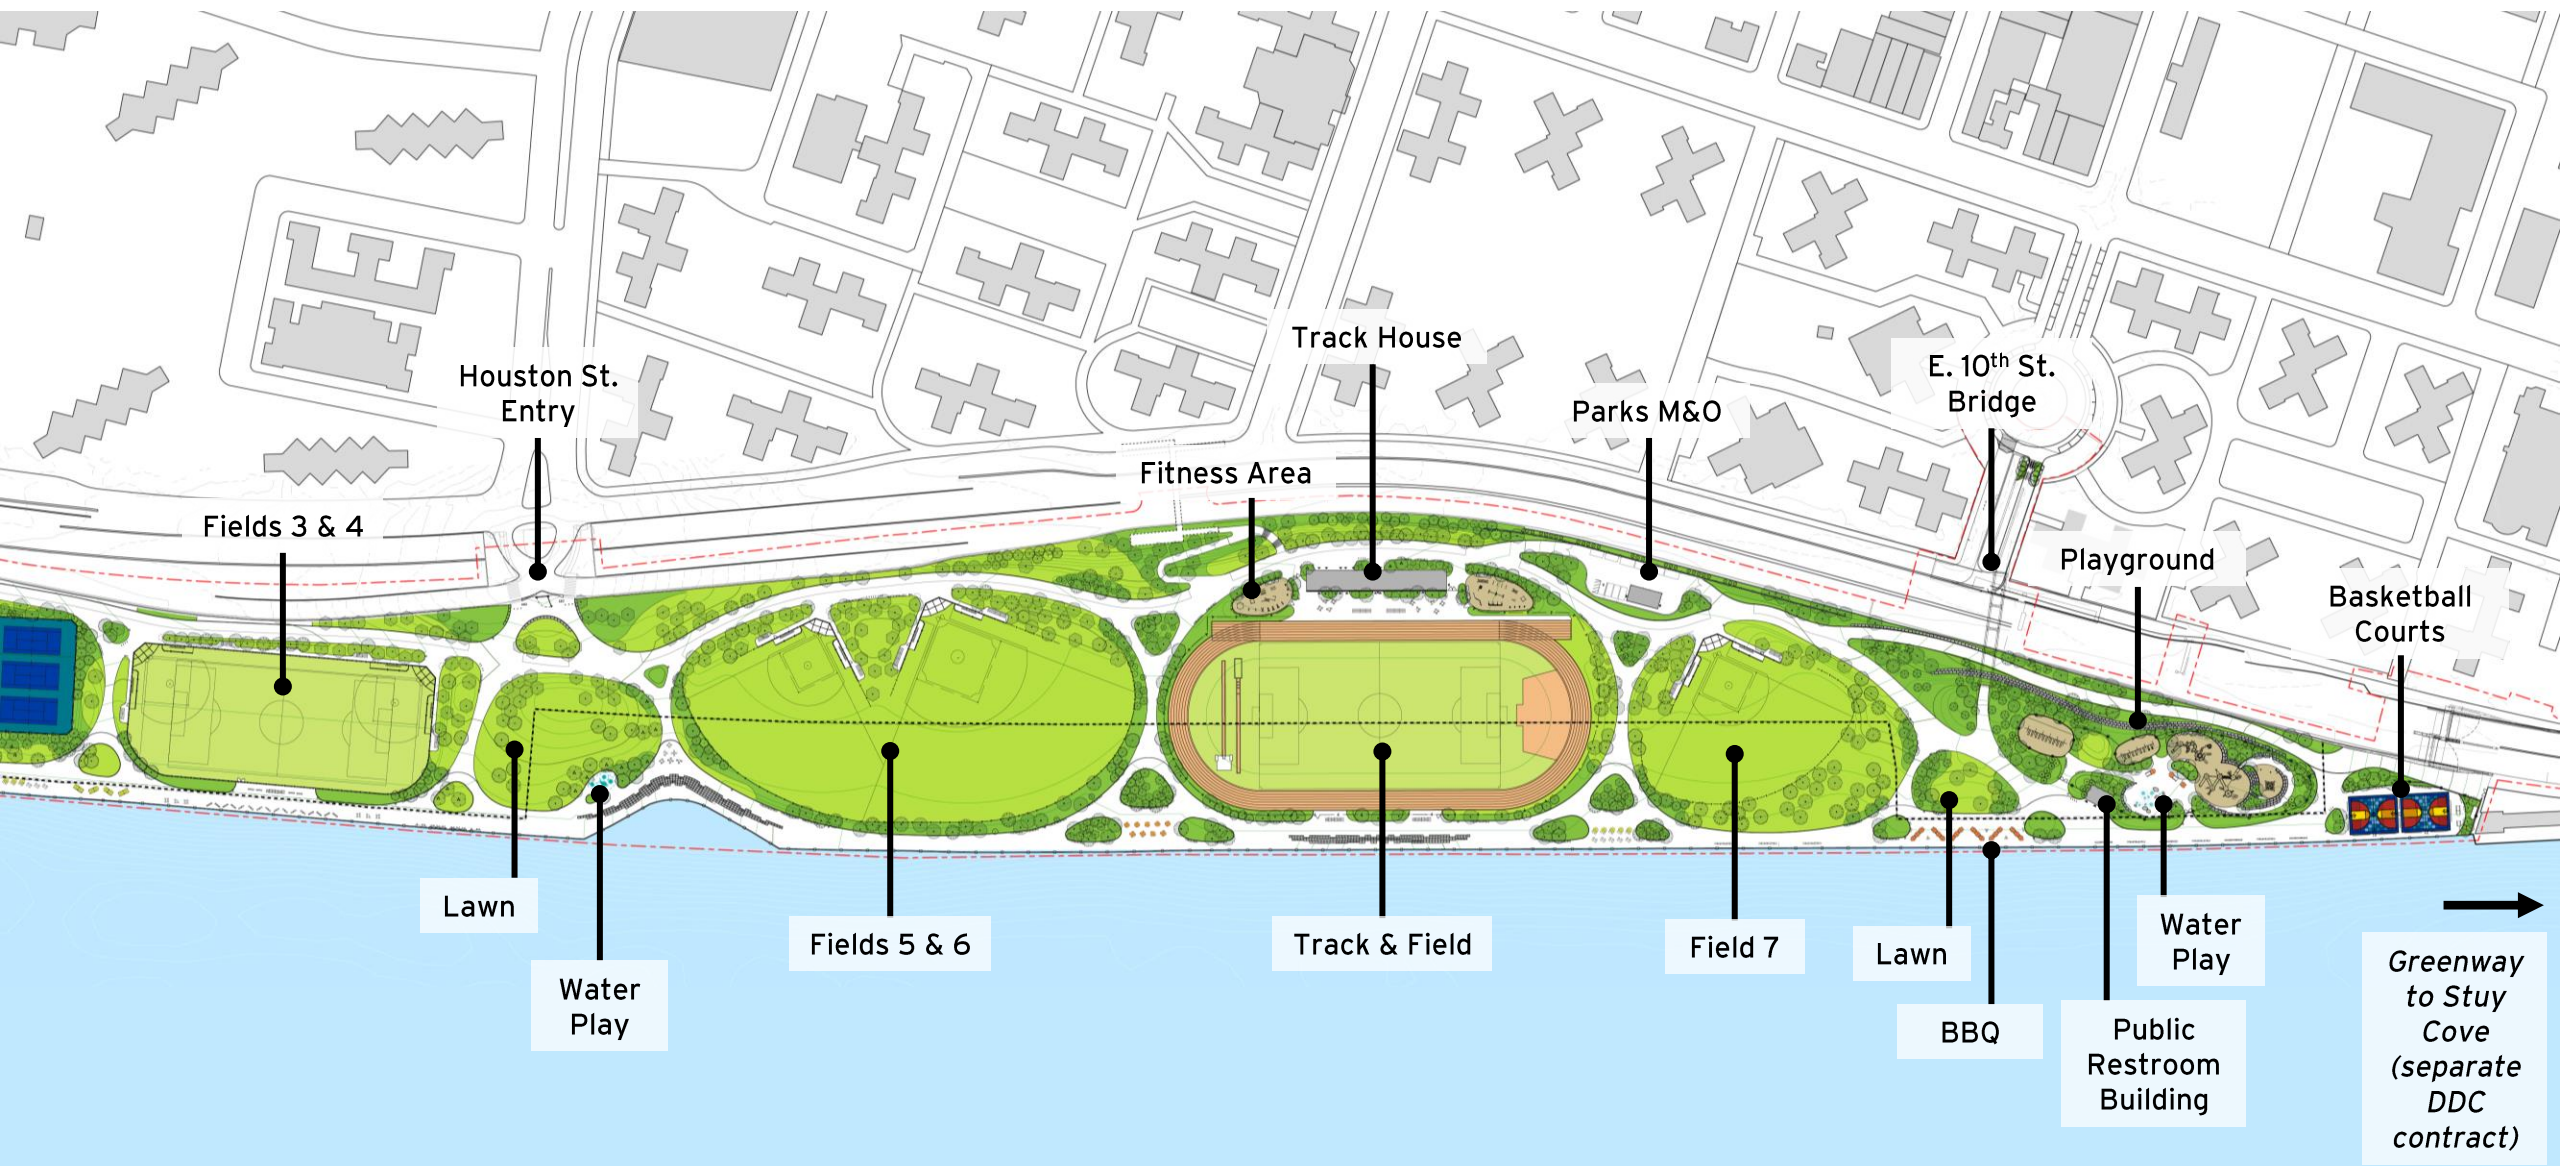 Track House
Houston St.
Entry
E. 10th St.
Bridge
Parks M&O
Fitness Area
Fields 3 & 4
Playground
Basketball
Courts
Lawn
Fields 5 & 6
Track & Field
Field 7
Lawn
Water
Play
Water
Play
BBQ
Public
Restroom
Building
Greenway
to Stuy
Cove
(separate
DDC
contract)